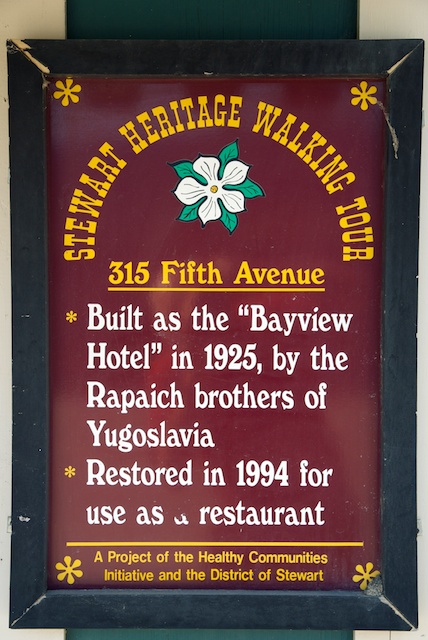 STEWART HERITAGE WALKING TOUR
315 Fifth Avenue
* Built as the “Bayview
Hotel” in 1925, by the
Rapaich brothers of
Yugoslavia
* Restored in 1994 for
use as a restaurant
A Project of the Healthy Communities
Initiative and the District of Stewart